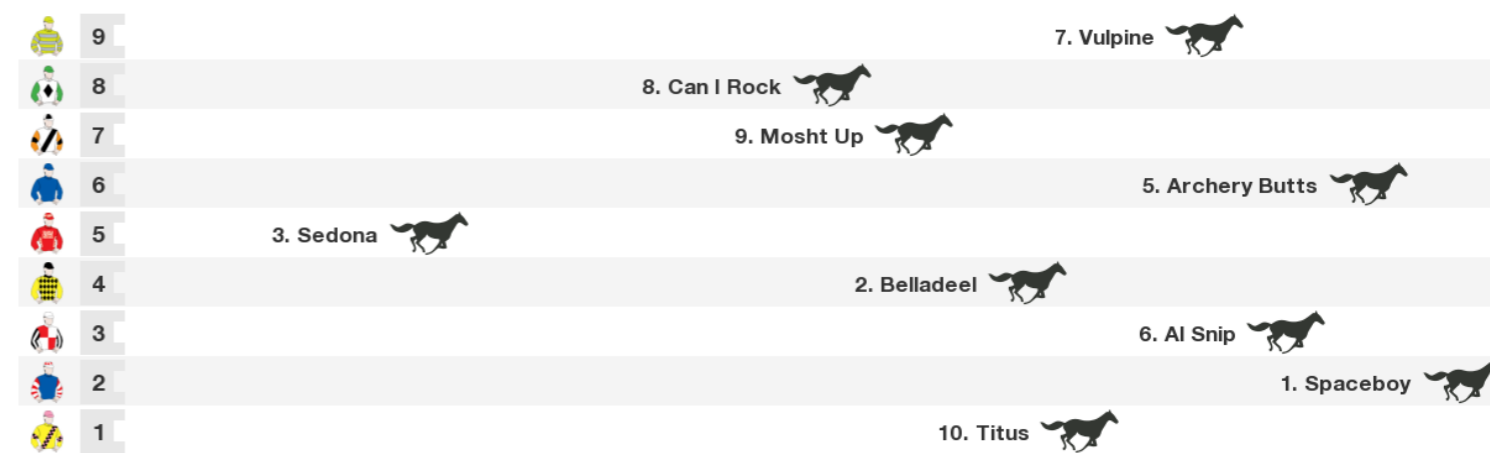 9 7. Vulpine
8 8. Can I Rock
7 9. Mosht Up
6 5. Archery Butts
5 3. Sedona
4 2. Belladeel
3 6. Al Snip
2 1. Spaceboy
1 10. Titus